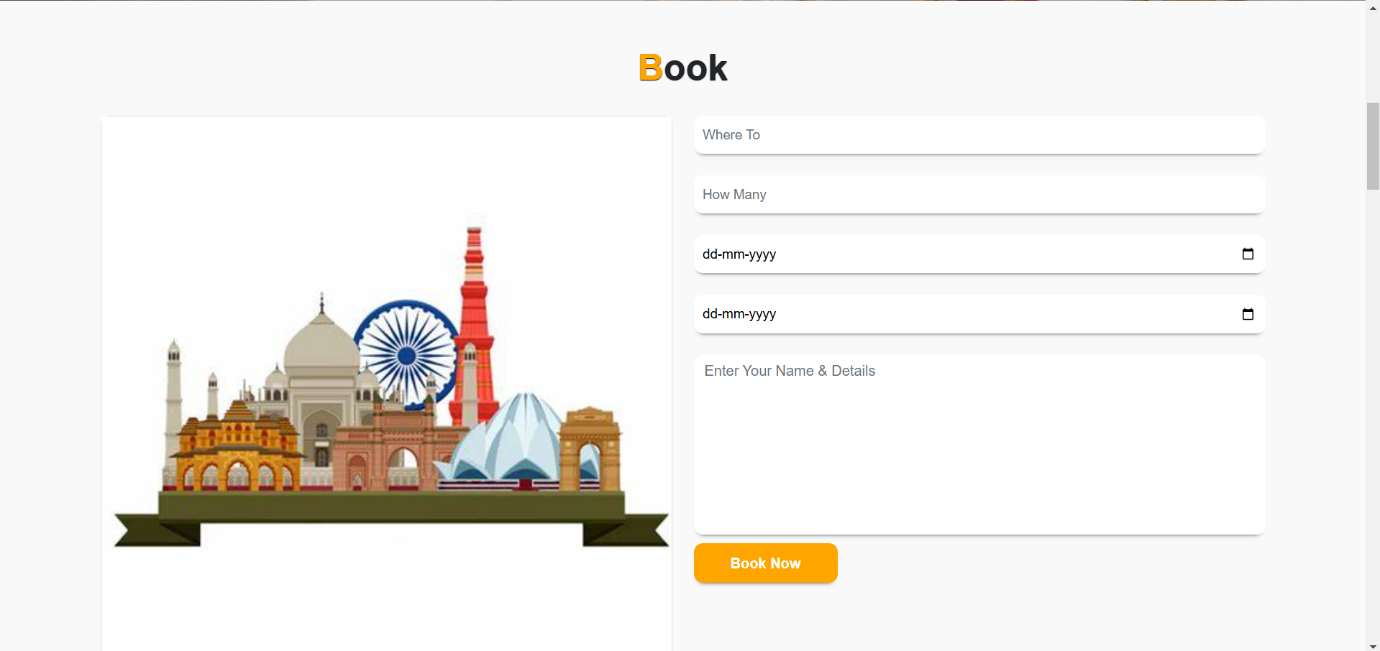 Book
Where To
How Many
dd-mm-yyyy
dd-mm-yyyy
Enter Your Name & Details
Book Now